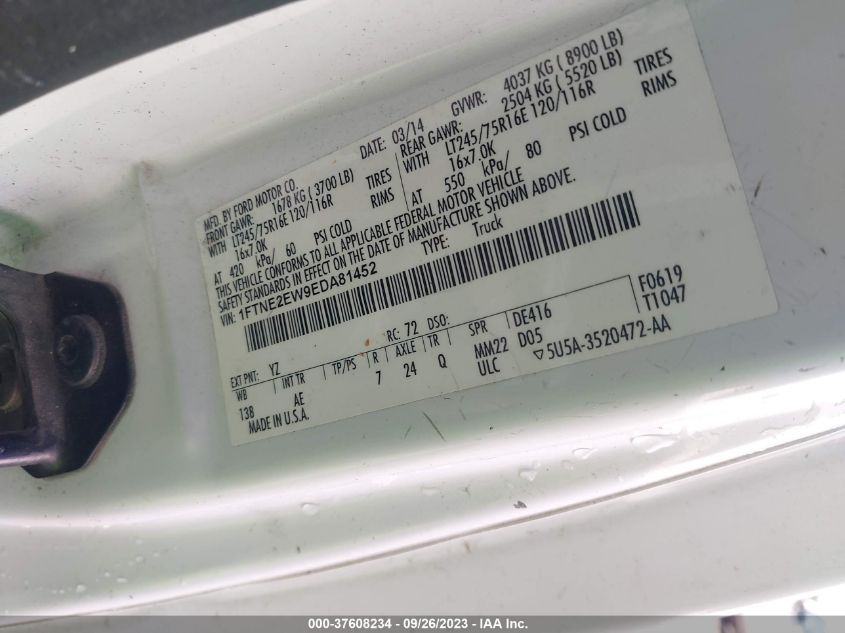 MFD. BY FORD MOTOR CO.
DATE: 03/14 GVWR: 4037 KG ( 8900 LB)
FRONT GAWR: 1678 KG ( 3700 LB) REAR GAWR: 2504 KG ( 5520 LB)
WITH LT245/75R16E 120/116R TIRES WITH LT245/75R16E 120/116R TIRES
16x7.0K RIMS 16x7.0K RIMS
AT 420 kPa/ 60 PSI COLD AT 550 kPa/ 80 PSI COLD
THIS VEHICLE CONFORMS TO ALL APPLICABLE FEDERAL MOTOR VEHICLE
SAFETY STANDARDS IN EFFECT ON THE DATE OF MANUFACTURE SHOWN ABOVE.
VIN: 1FTNE2EW9EDA81452 TYPE: Truck
EXT PNT: YZ RC: 72 DSO: F0619
WB INT TR TP/PS R AXLE TR SPR DE416 T1047
138 AE 7 24 Q MM22 D05
MADE IN U.S.A. ULC ▽5U5A-3520472-AA
000-37608234 - 09/26/2023 - IAA Inc.